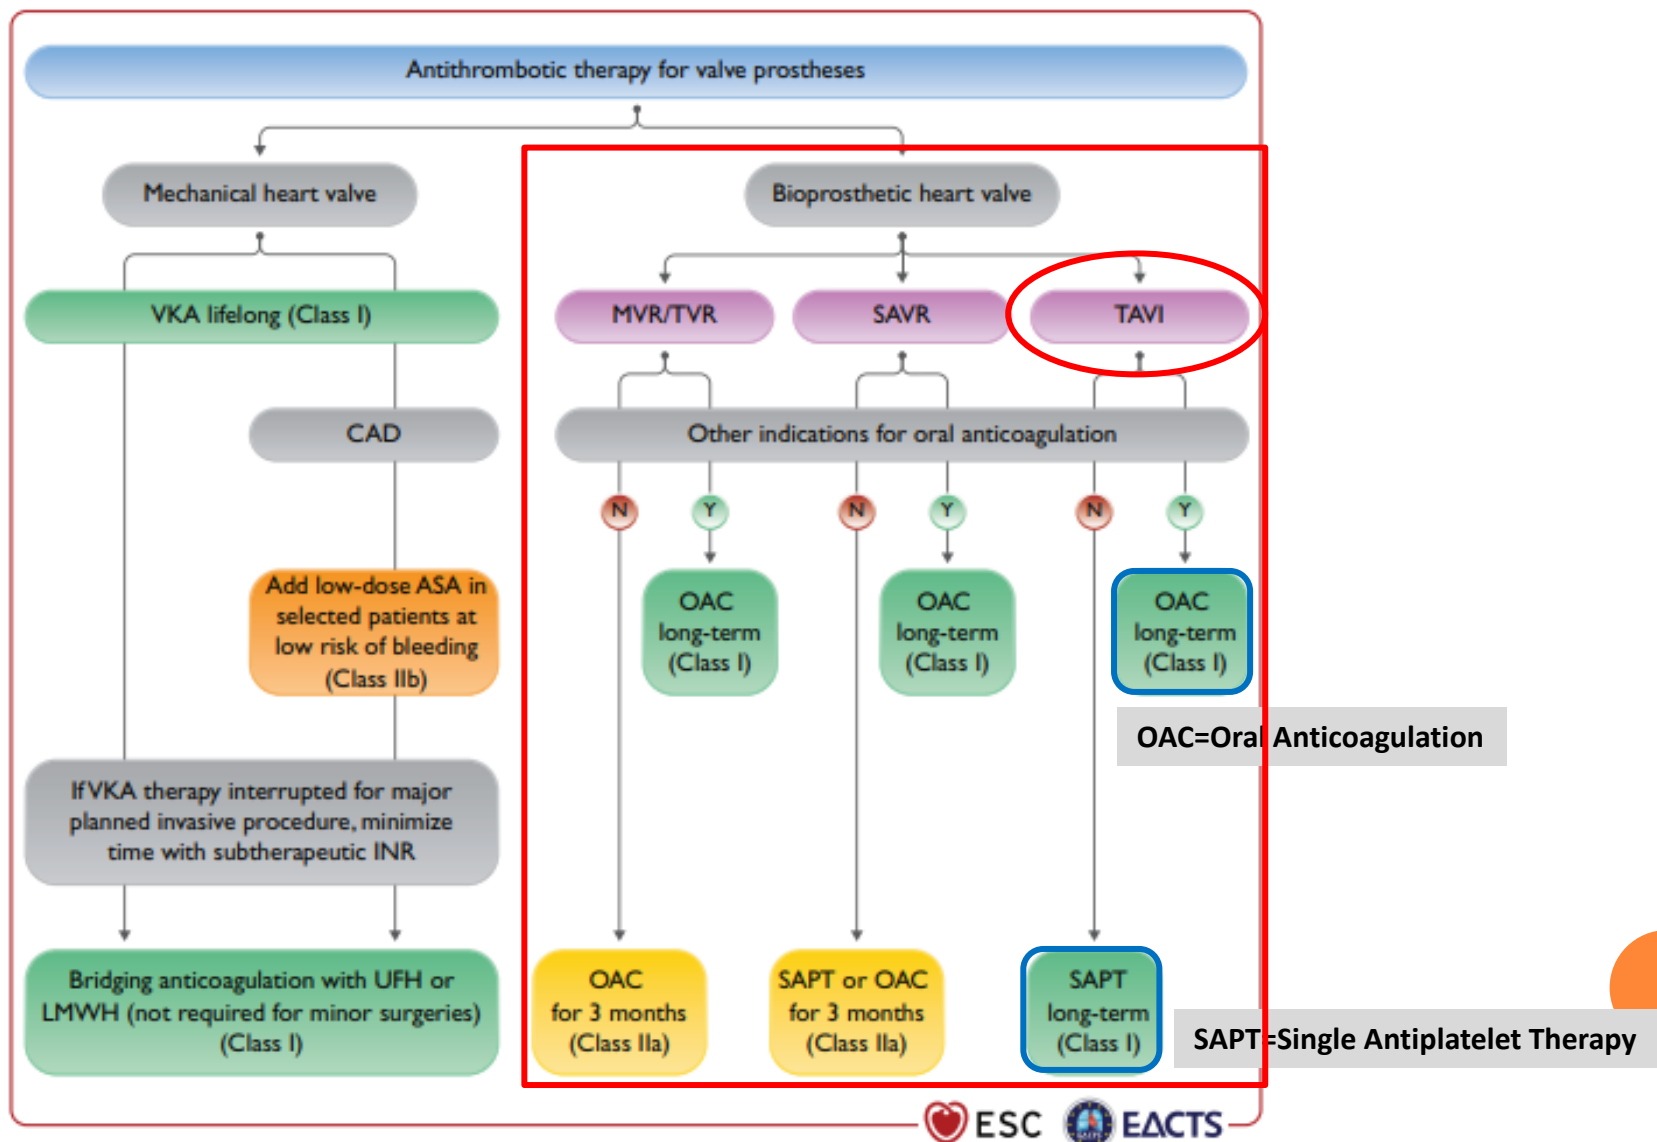 Antithrombotic therapy for valve prostheses
Mechanical heart valve
Bioprosthetic heart valve
VKA lifelong (Class I)
MVR/TVR
SAVR
TAVI
CAD
Other indications for oral anticoagulation
N
Y
N
Y
N
Y
Add low-dose ASA in
selected patients at
low risk of bleeding
(Class IIb)
OAC
long-term
(Class I)
OAC
long-term
(Class I)
OAC
long-term
(Class I)
OAC=Oral Anticoagulation
If VKA therapy interrupted for major
planned invasive procedure, minimize
time with subtherapeutic INR
Bridging anticoagulation with UFH or
LMWH (not required for minor surgeries)
(Class I)
OAC
for 3 months
(Class IIa)
SAPT or OAC
for 3 months
(Class IIa)
SAPT
long-term
(Class I)
SAPT=Single Antiplatelet Therapy
ESC
EACTS